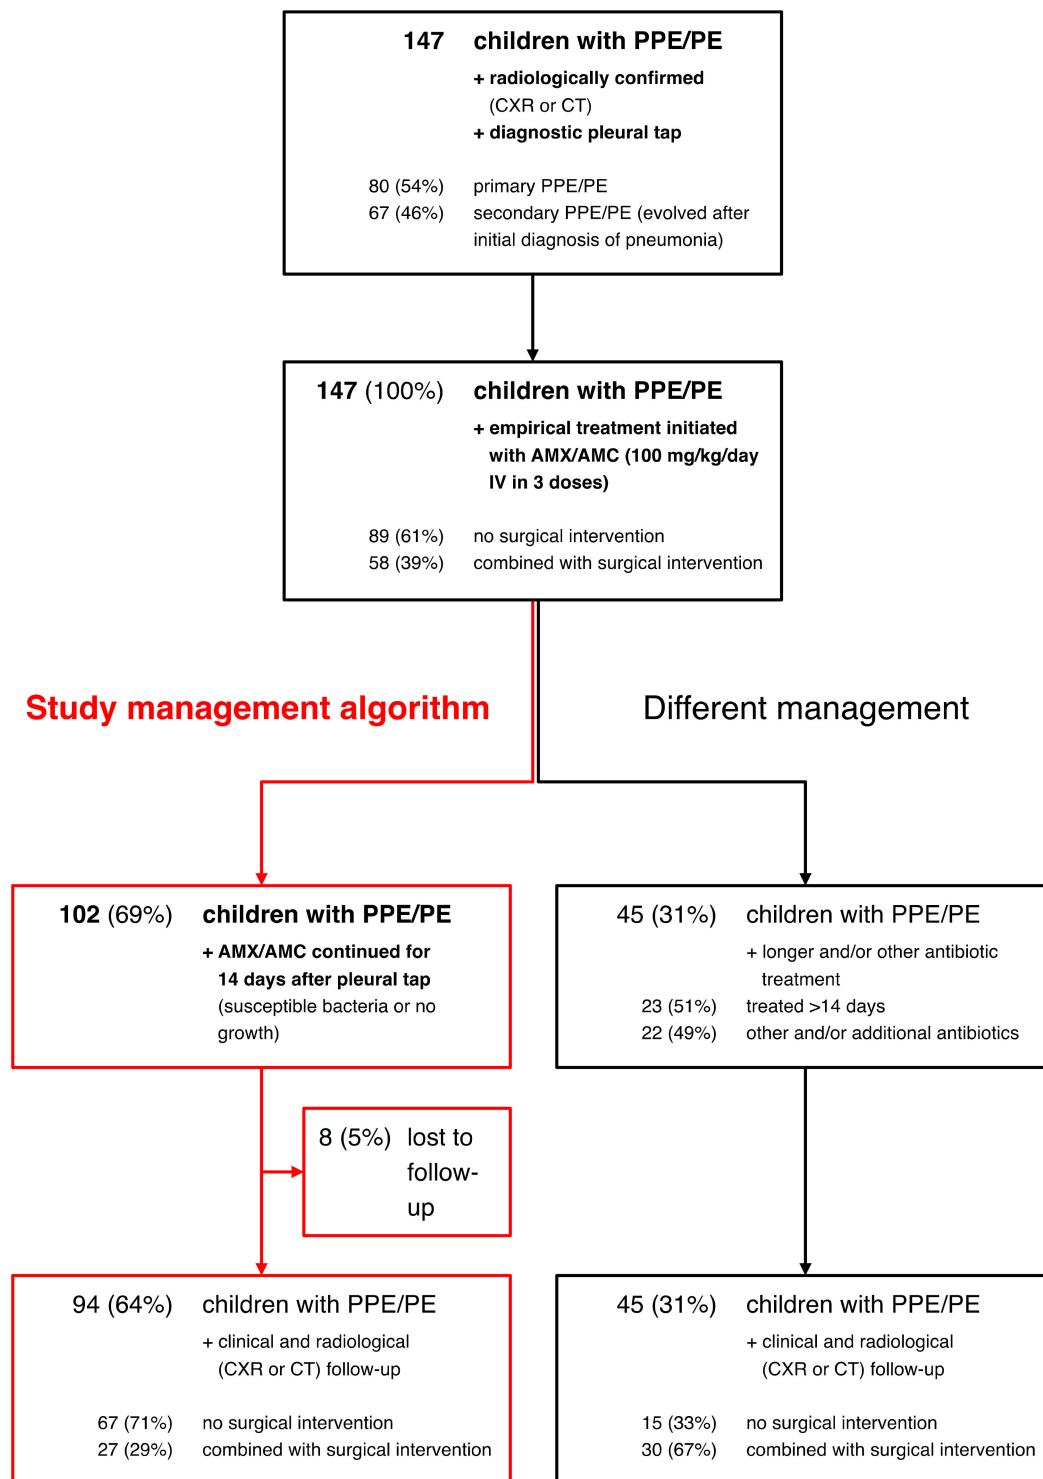 147 children with PPE/PE
+ radiologically confirmed
(CXR or CT)
+ diagnostic pleural tap
80 (54%) primary PPE/PE
67 (46%) secondary PPE/PE (evolved after
initial diagnosis of pneumonia)
147 (100%) children with PPE/PE
+ empirical treatment initiated
with AMX/AMC (100 mg/kg/day
IV in 3 doses)
89 (61%) no surgical intervention
58 (39%) combined with surgical intervention
Study management algorithm
Different management
102 (69%) children with PPE/PE
+ AMX/AMC continued for
14 days after pleural tap
(susceptible bacteria or no
growth)
45 (31%) children with PPE/PE
+ longer and/or other antibiotic
treatment
23 (51%) treated >14 days
22 (49%) other and/or additional antibiotics
8 (5%) lost to
follow-
up
94 (64%) children with PPE/PE
+ clinical and radiological
(CXR or CT) follow-up
67 (71%) no surgical intervention
27 (29%) combined with surgical intervention
45 (31%) children with PPE/PE
+ clinical and radiological
(CXR or CT) follow-up
15 (33%) no surgical intervention
30 (67%) combined with surgical intervention